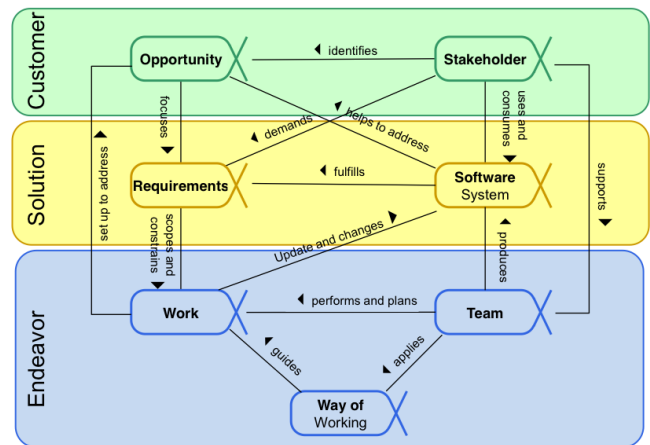 Customer
Opportunity
identifies
Stakeholder
focuses
demands
helps to address
uses and
consumes
set up to address
supports
Solution
Requirements
fulfills
Software
System
scopes and
constrains
Update and changes
produces
Endeavor
Work
performs and plans
Team
guides
applies
Way of
Working